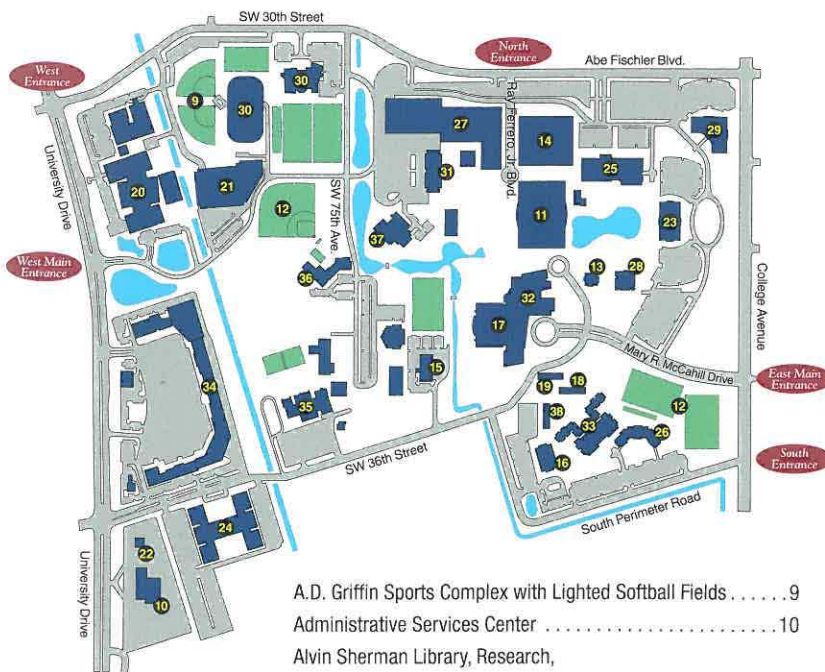 SW 30th Street
North
Entrance
West
Entrance
Abe Fischler Blvd.
9
30
30
27
14
29
Ray Ferrero, Jr. Blvd.
University Drive
20
21
31
25
12
SW 75th Ave.
11
23
37
West Main
Entrance
36
13
28
32
College Avenue
17
34
15
Mary R. McCahill Drive
East Main
Entrance
19
18
12
35
38
33
26
SW 36th Street
16
South
Entrance
24
South Perimeter Road
22
University Drive
10
A.D. Griffin Sports Complex with Lighted Softball Fields . . . . . .9
Administrative Services Center . . . . . . . . . . . . . . . . . . . . . . .10
Alvin Sherman Library, Research,